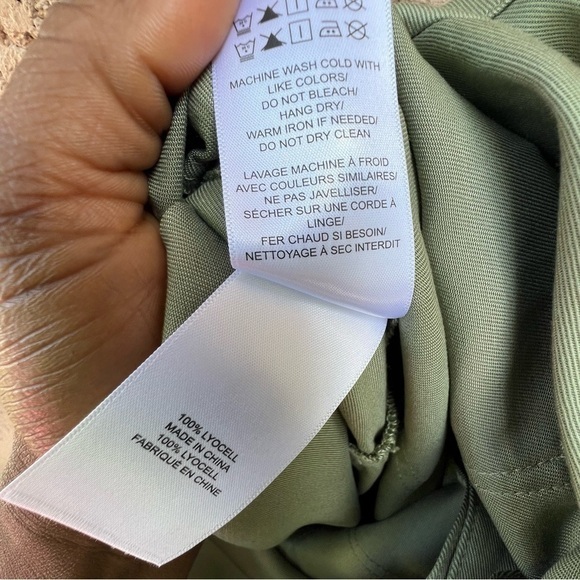 MACHINE WASH COLD WITH
LIKE COLORS/
DO NOT BLEACH/
HANG DRY/
WARM IRON IF NEEDED/
DO NOT DRY CLEAN
LAVAGE MACHINE À FROID
AVEC COULEURS SIMILAIRES/
NE PAS JAVELLISER/
SÉCHER SUR UNE CORDE À
LINGE/
FER CHAUD SI BESOIN/
NETTOYAGE À SEC INTERDIT
100% LYOCELL
MADE IN CHINA
100% LYOCELL
FABRIQUÉ EN CHINE